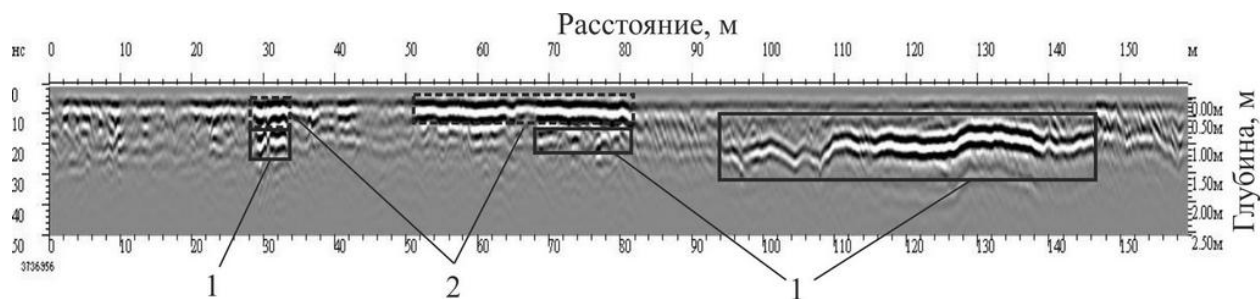 Расстояние, м
нс 0 10 20 30 40 50 60 70 80 90 100 110 120 130 140 150 м
0 0.00м
10 0.50м
20 1.00м
30 1.50м
40 2.00м
50 2.50м
Глубина, м
0 10 20 30 40 50 60 70 80 90 100 110 120 130 140 150
3736956
1 2 1